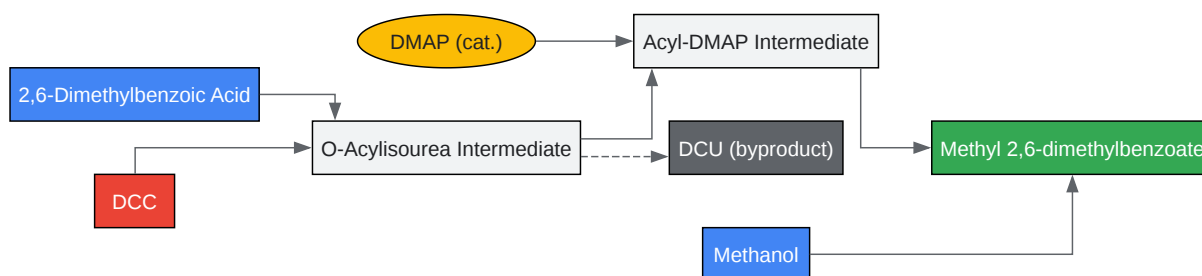 DMAP (cat.)
Acyl-DMAP Intermediate
2,6-Dimethylbenzoic Acid
O-Acylisourea Intermediate
DCU (byproduct)
Methyl 2,6-dimethylbenzoate
DCC
Methanol